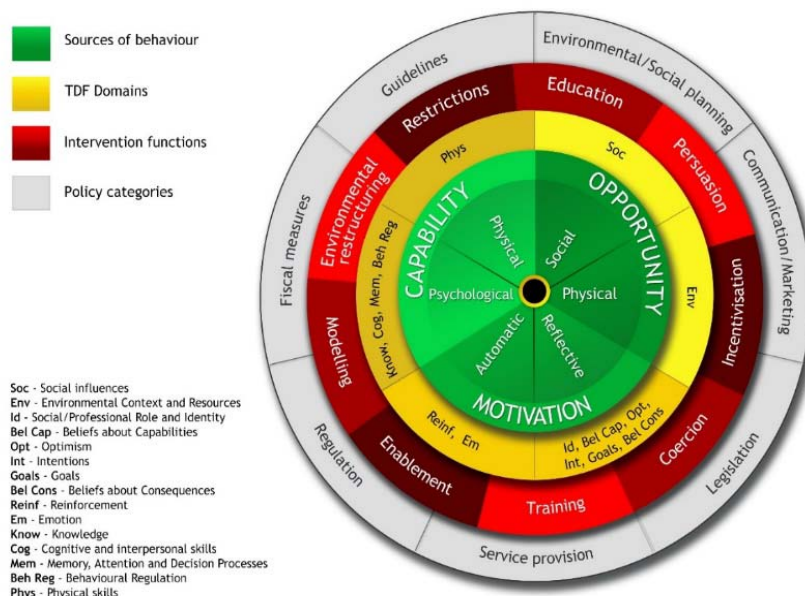 Sources of behaviour
TDF Domains
Intervention functions
Policy categories
Soc - Social influences
Env - Environmental Context and Resources
Id - Social/Professional Role and Identity
Bel Cap - Beliefs about Capabilities
Opt - Optimism
Int - Intentions
Goals - Goals
Bel Cons - Beliefs about Consequences
Reinf - Reinforcement
Em - Emotion
Know - Knowledge
Cog - Cognitive and interpersonal skills
Mem - Memory, Attention and Decision Processes
Beh Reg - Behavioural Regulation
Phys - Physical skills
Guidelines
Environmental/Social planning
Communication/Marketing
Legislation
Service provision
Regulation
Fiscal measures
Restrictions
Education
Persuasion
Incentivisation
Coercion
Training
Enablement
Modelling
Environmental
restructuring
Phys
Soc
Env
Id, Bel Cap, Opt,
Int, Goals, Bel Cons
Reinf, Em
Know, Cog, Mem, Beh Reg
CAPABILITY
OPPORTUNITY
MOTIVATION
Physical
Social
Physical
Reflective
Automatic
Psychological